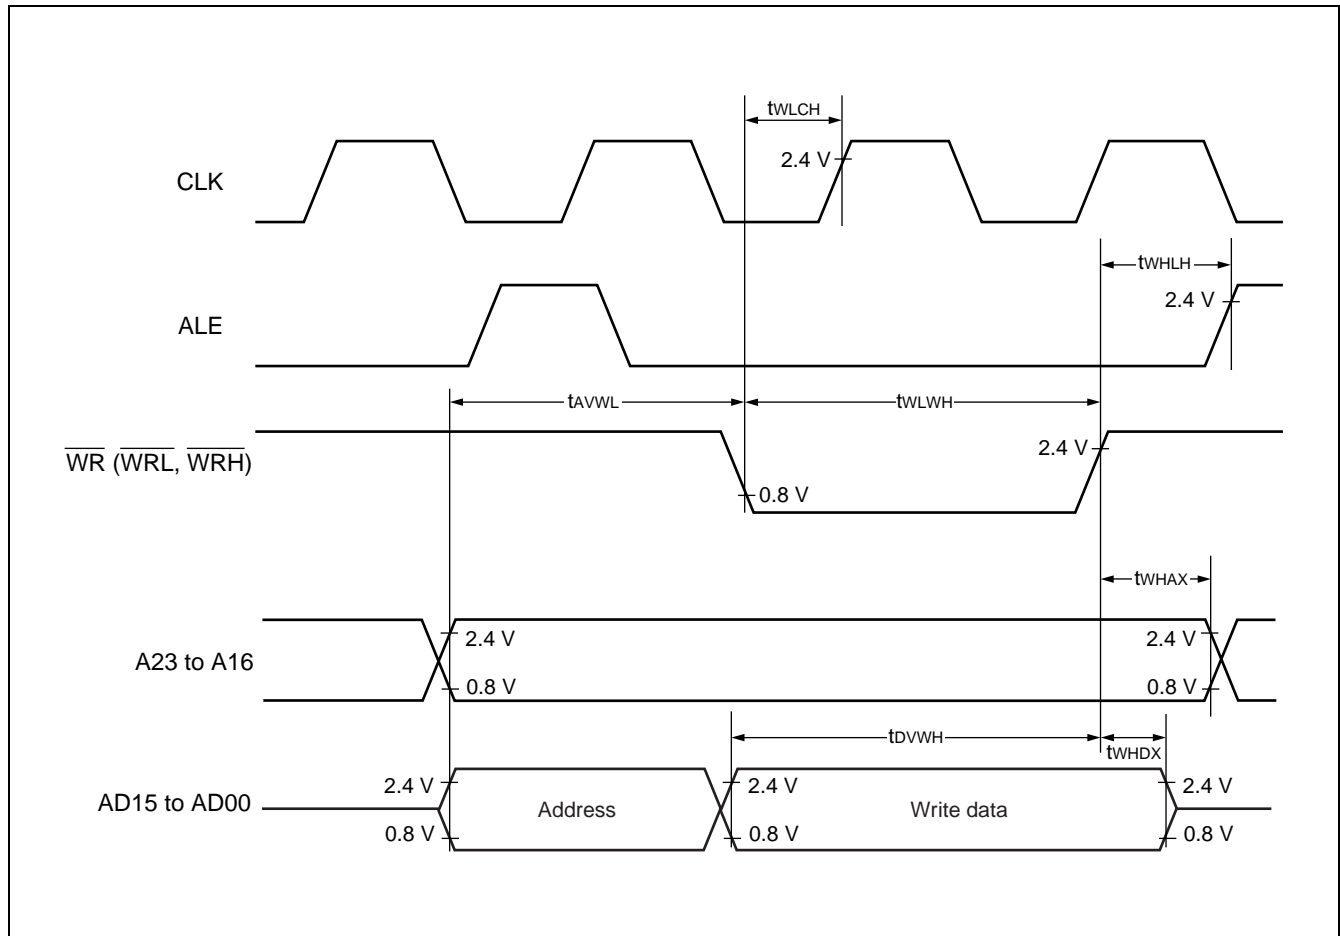 tWLCH
2.4 V
CLK
tWHLH
2.4 V
ALE
tAVWL
tWLWH
2.4 V
WR (WRL, WRH)
0.8 V
tWHAX
2.4 V
2.4 V
A23 to A16
0.8 V
0.8 V
tDVWH
tWHDX
2.4 V
2.4 V
2.4 V
AD15 to AD00
Address
Write data
0.8 V
0.8 V
0.8 V